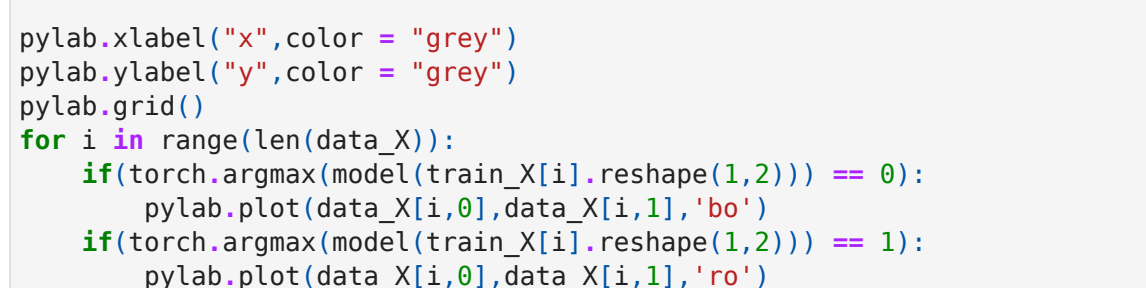 pylab.xlabel("x",color = "grey")
pylab.ylabel("y",color = "grey")
pylab.grid()
for i in range(len(data_X)):
    if(torch.argmax(model(train_X[i].reshape(1,2))) == 0):
        pylab.plot(data_X[i,0],data_X[i,1],'bo')
    if(torch.argmax(model(train_X[i].reshape(1,2))) == 1):
        pylab.plot(data_X[i,0],data_X[i,1],'ro')